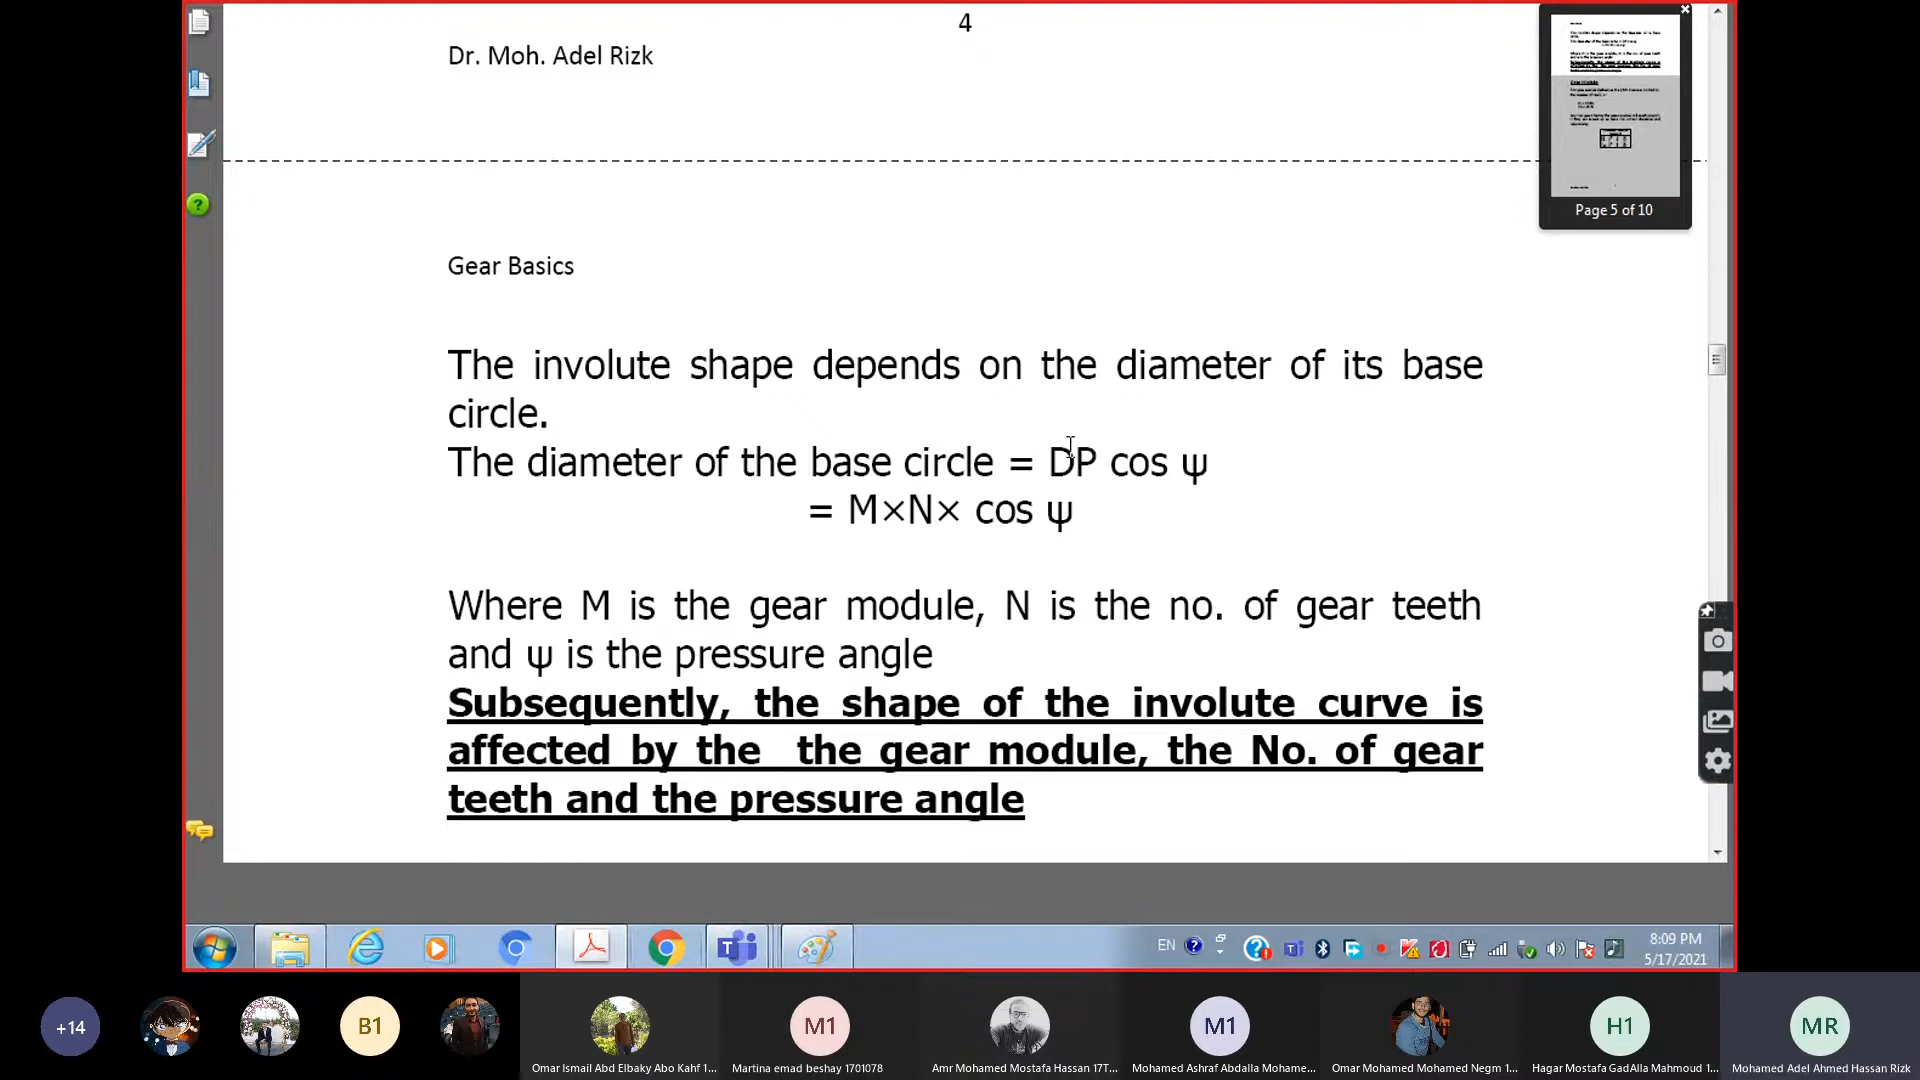 4
Dr. Moh. Adel Rizk
Page 5 of 10
Gear Basics
The involute shape depends on the diameter of its base
circle.
The diameter of the base circle = DP cos ψ
= M×N× cos ψ
Where M is the gear module, N is the no. of gear teeth
and ψ is the pressure angle
Subsequently, the shape of the involute curve is
affected by the the gear module, the No. of gear
teeth and the pressure angle
EN
8:09 PM
5/17/2021
+14
B1
M1
M1
H1
MR
Omar Ismail Abd Elbaky Abo Kahf 1...
Martina emad beshay 1701078
Amr Mohamed Mostafa Hassan 17T...
Mohamed Ashraf Abdalla Mohame...
Omar Mohamed Mohamed Negm 1...
Hagar Mostafa GadAlla Mahmoud 1...
Mohamed Adel Ahmed Hassan Rizk